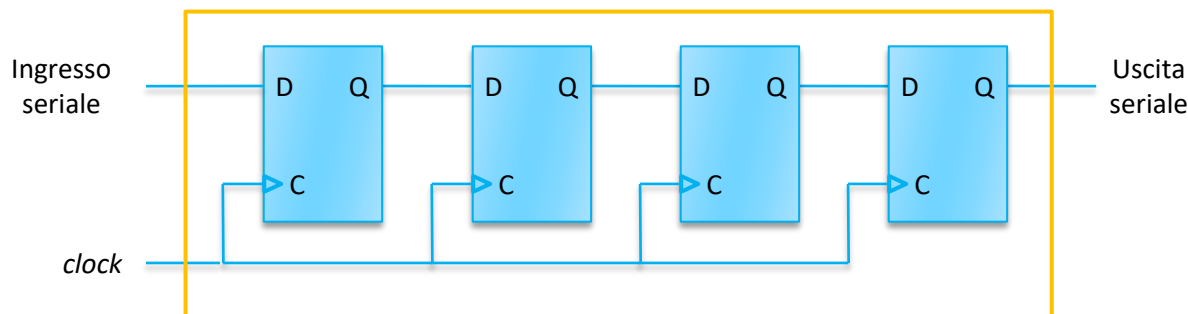 Ingresso
seriale
D Q D Q D Q D Q
Uscita
seriale
C C C C
clock